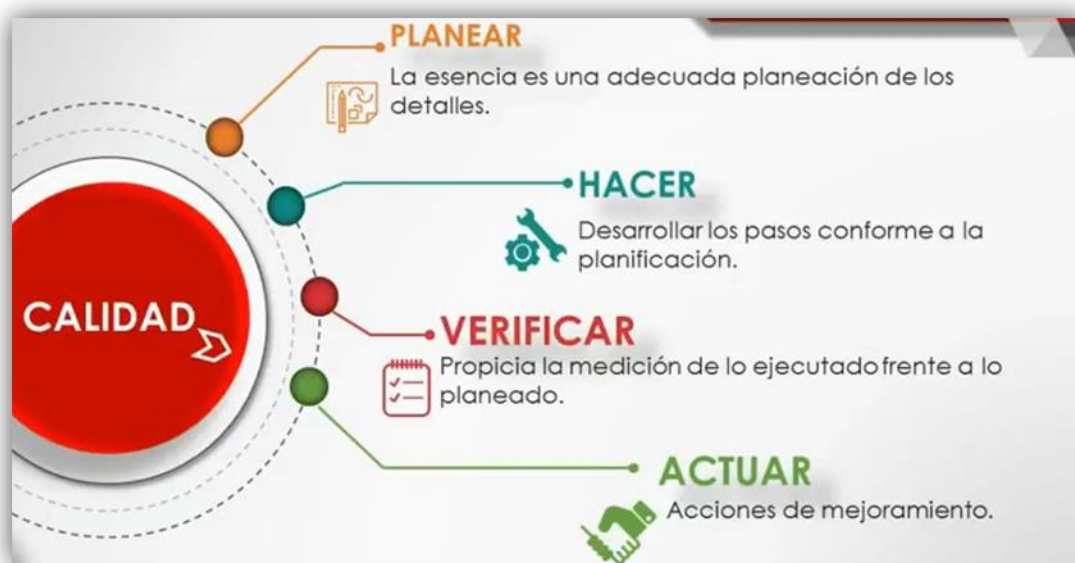 PLANEAR
La esencia es una adecuada planeación de los
detalles.
HACER
Desarrollar los pasos conforme a la
planificación.
CALIDAD
VERIFICAR
Propicia la medición de lo ejecutado frente a lo
planeado.
ACTUAR
Acciones de mejoramiento.